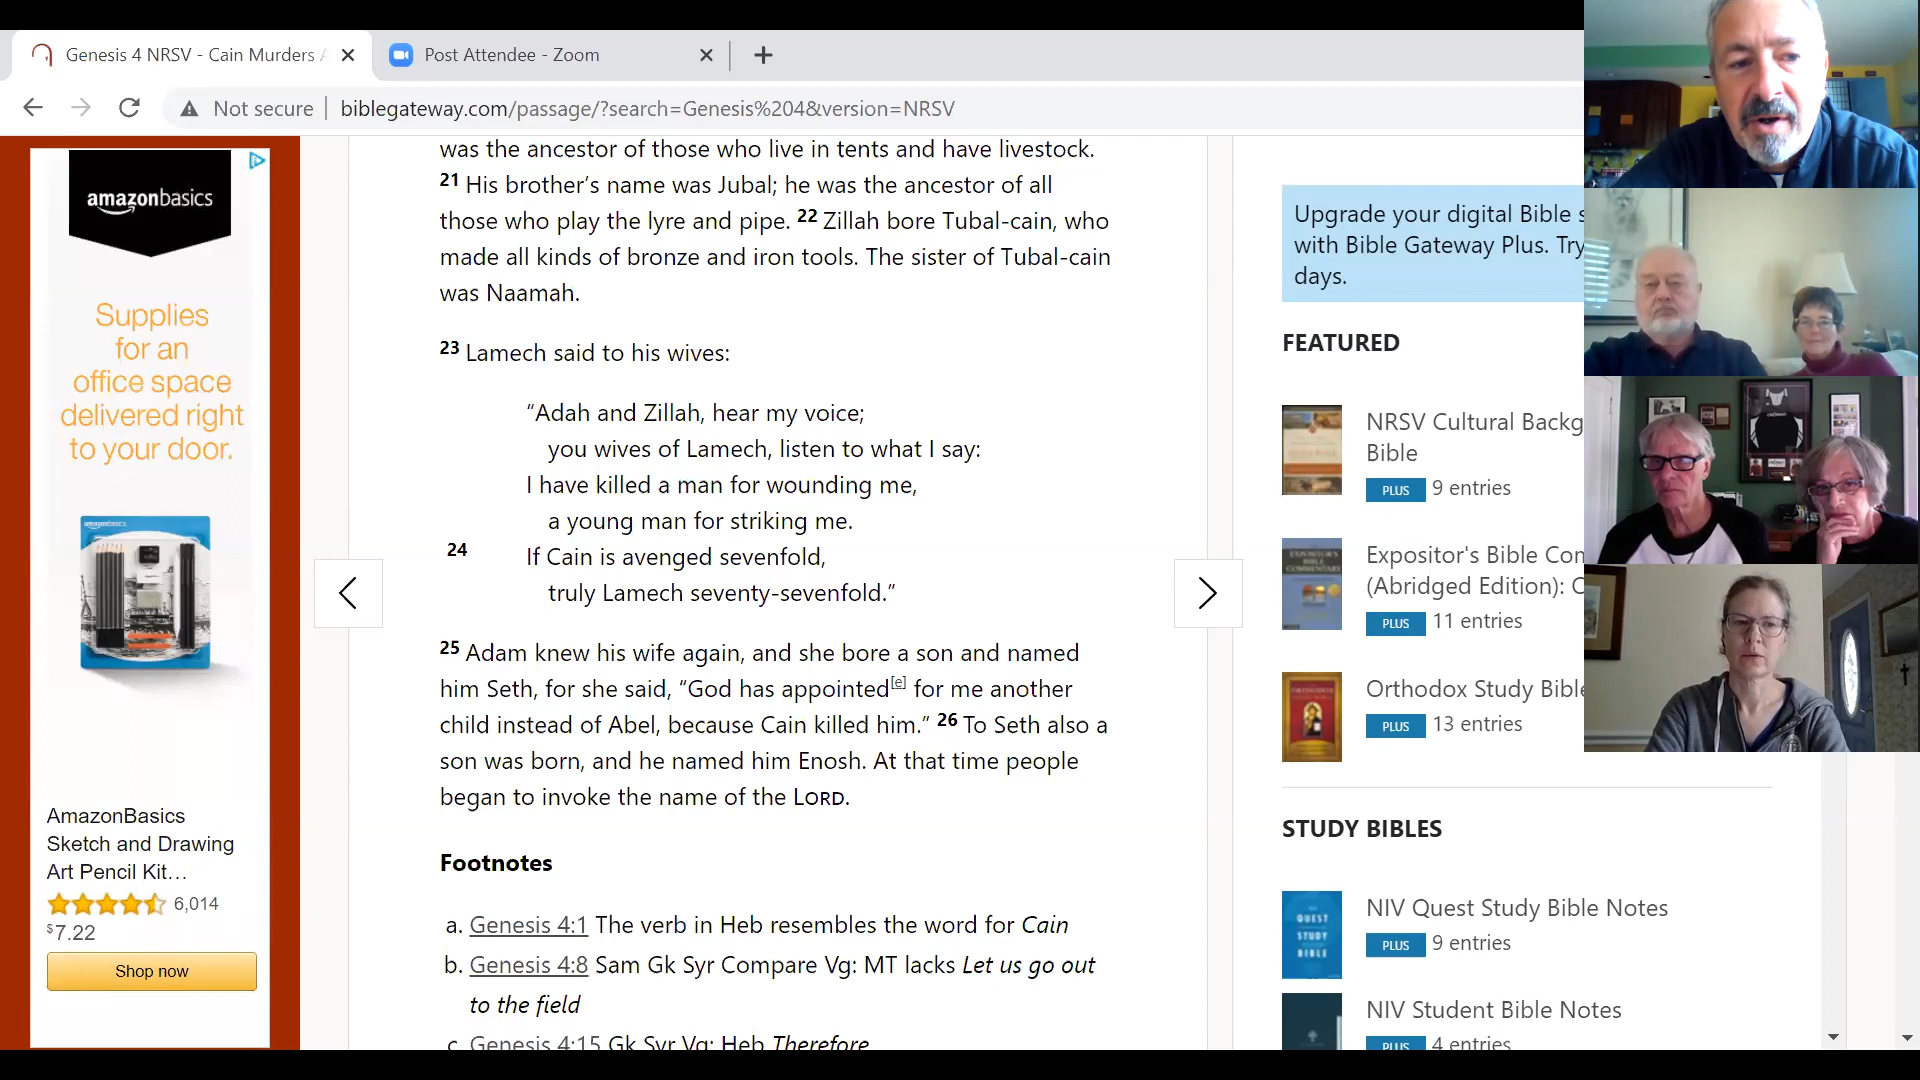 Genesis 4 NRSV - Cain Murders A
Post Attendee - Zoom
Not secure
biblegateway.com/passage/?search=Genesis%204&version=NRSV
amazonbasics
Supplies
for an
office space
delivered right
to your door.
AmazonBasics
Sketch and Drawing
Art Pencil Kit…
6,014
$7.22
Shop now
was the ancestor of those who live in tents and have livestock.
21 His brother’s name was Jubal; he was the ancestor of all
those who play the lyre and pipe. 22 Zillah bore Tubal-cain, who
made all kinds of bronze and iron tools. The sister of Tubal-cain
was Naamah.
23 Lamech said to his wives:
“Adah and Zillah, hear my voice;
you wives of Lamech, listen to what I say:
I have killed a man for wounding me,
a young man for striking me.
24 If Cain is avenged sevenfold,
truly Lamech seventy-sevenfold.”
25 Adam knew his wife again, and she bore a son and named
him Seth, for she said, “God has appointed[e] for me another
child instead of Abel, because Cain killed him.” 26 To Seth also a
son was born, and he named him Enosh. At that time people
began to invoke the name of the LORD.
Footnotes
a. Genesis 4:1 The verb in Heb resembles the word for Cain
b. Genesis 4:8 Sam Gk Syr Compare Vg: MT lacks Let us go out
to the field
c. Genesis 4:15 Gk Syr Vg: Heb Therefore
Upgrade your digital Bible s
with Bible Gateway Plus. Try
days.
FEATURED
NRSV Cultural Backg
Bible
PLUS 9 entries
EXPOSITOR'S
BIBLE
COMMENTARY
Expositor's Bible Com
(Abridged Edition): O
PLUS 11 entries
Orthodox Study Bible
PLUS 13 entries
STUDY BIBLES
QUEST
STUDY
BIBLE
NIV Quest Study Bible Notes
PLUS 9 entries
NIV Student Bible Notes
PLUS 4 entries